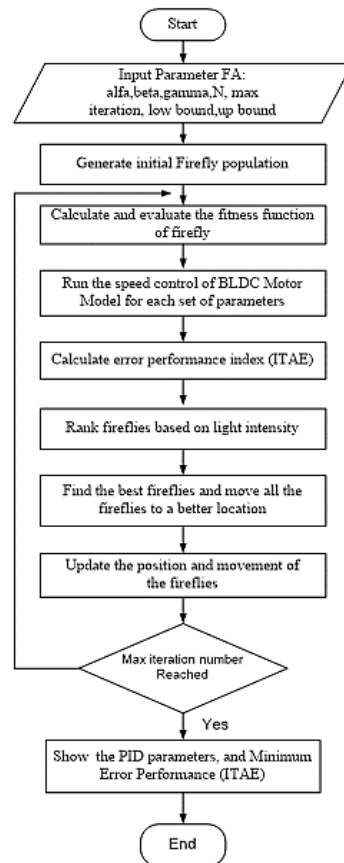 Start
Input Parameter FA:
alfa,beta,gamma,N, max
iteration, low bound,up bound
Generate initial Firefly population
Calculate and evaluate the fitness function
of firefly
Run the speed control of BLDC Motor
Model for each set of parameters
Calculate error performance index (ITAE)
Rank fireflies based on light intensity
Find the best fireflies and move all the
fireflies to a better location
Update the position and movement of
the fireflies
Max iteration number
Reached
Yes
Show the PID parameters, and Minimum
Error Performance (ITAE)
End